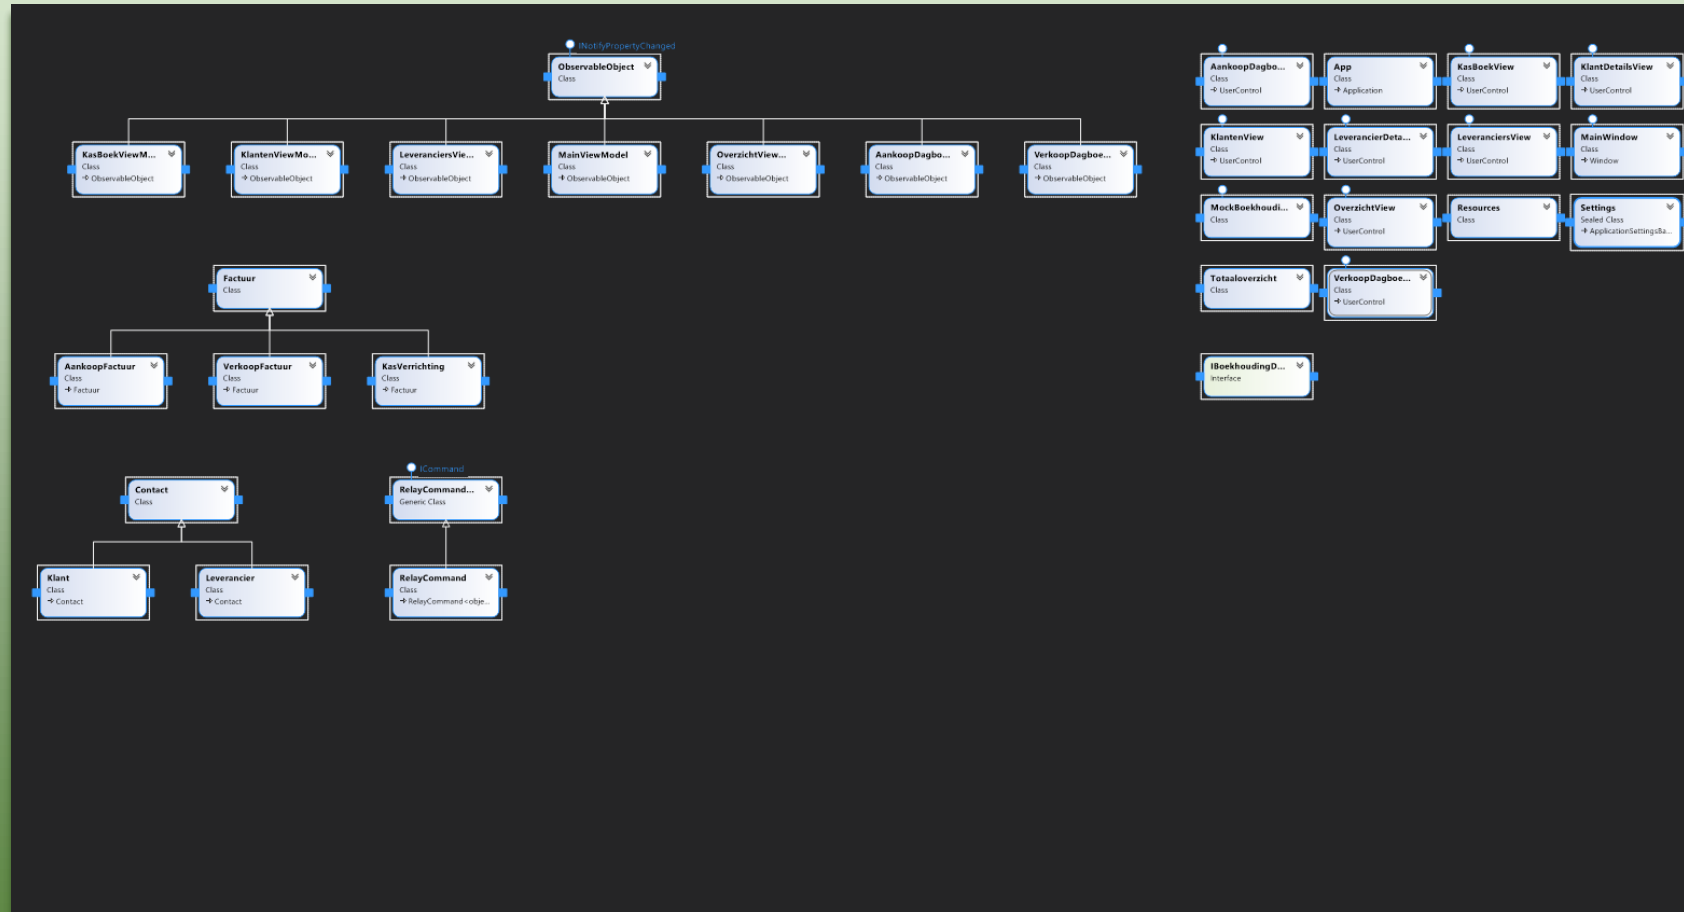 INotifyPropertyChanged
ObservableObject
Class
KasBoekViewM...
Class
ObservableObject
KlantenViewMo...
Class
ObservableObject
LeveranciersVie...
Class
ObservableObject
MainViewModel
Class
ObservableObject
OverzichtView...
Class
ObservableObject
AankoopDagbo...
Class
ObservableObject
VerkoopDagboe...
Class
ObservableObject
Factuur
Class
AankoopFactuur
Class
Factuur
VerkoopFactuur
Class
Factuur
KasVerrichting
Class
Factuur
Contact
Class
Klant
Class
Contact
Leverancier
Class
Contact
ICommand
RelayCommand...
Generic Class
RelayCommand
Class
RelayCommand<obje...
AankoopDagbo...
Class
UserControl
App
Class
Application
KasBoekView
Class
UserControl
KlantDetailsView
Class
UserControl
KlantenView
Class
UserControl
LeverancierDeta...
Class
UserControl
LeveranciersView
Class
UserControl
MainWindow
Class
Window
MockBoekhoudi...
Class
OverzichtView
Class
UserControl
Resources
Class
Settings
Sealed Class
ApplicationSettingsBa...
Totaaloverzicht
Class
VerkoopDagboe...
Class
UserControl
IBoekhoudingD...
Interface